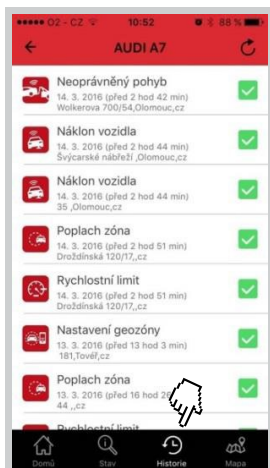 O2 - CZ 10:52 88 %
AUDI A7
Neoprávněný pohyb
14. 3. 2016 (před 2 hod 42 min)
Wolkerova 700/54,Olomouc,cz
Náklon vozidla
14. 3. 2016 (před 2 hod 44 min)
Švýcarské nábřeží ,Olomouc,cz
Náklon vozidla
14. 3. 2016 (před 2 hod 44 min)
35 ,Olomouc,cz
Poplach zóna
14. 3. 2016 (před 2 hod 51 min)
Droždínská 120/17,,cz
Rychlostní limit
14. 3. 2016 (před 2 hod 51 min)
Droždínská 120/17,,cz
Nastavení geozóny
13. 3. 2016 (před 13 hod 3 min)
181,Tovéř,cz
Poplach zóna
13. 3. 2016 (před 16 hod
44 ,,cz
Rychlostní limit
Domů Stav Historie Mapa